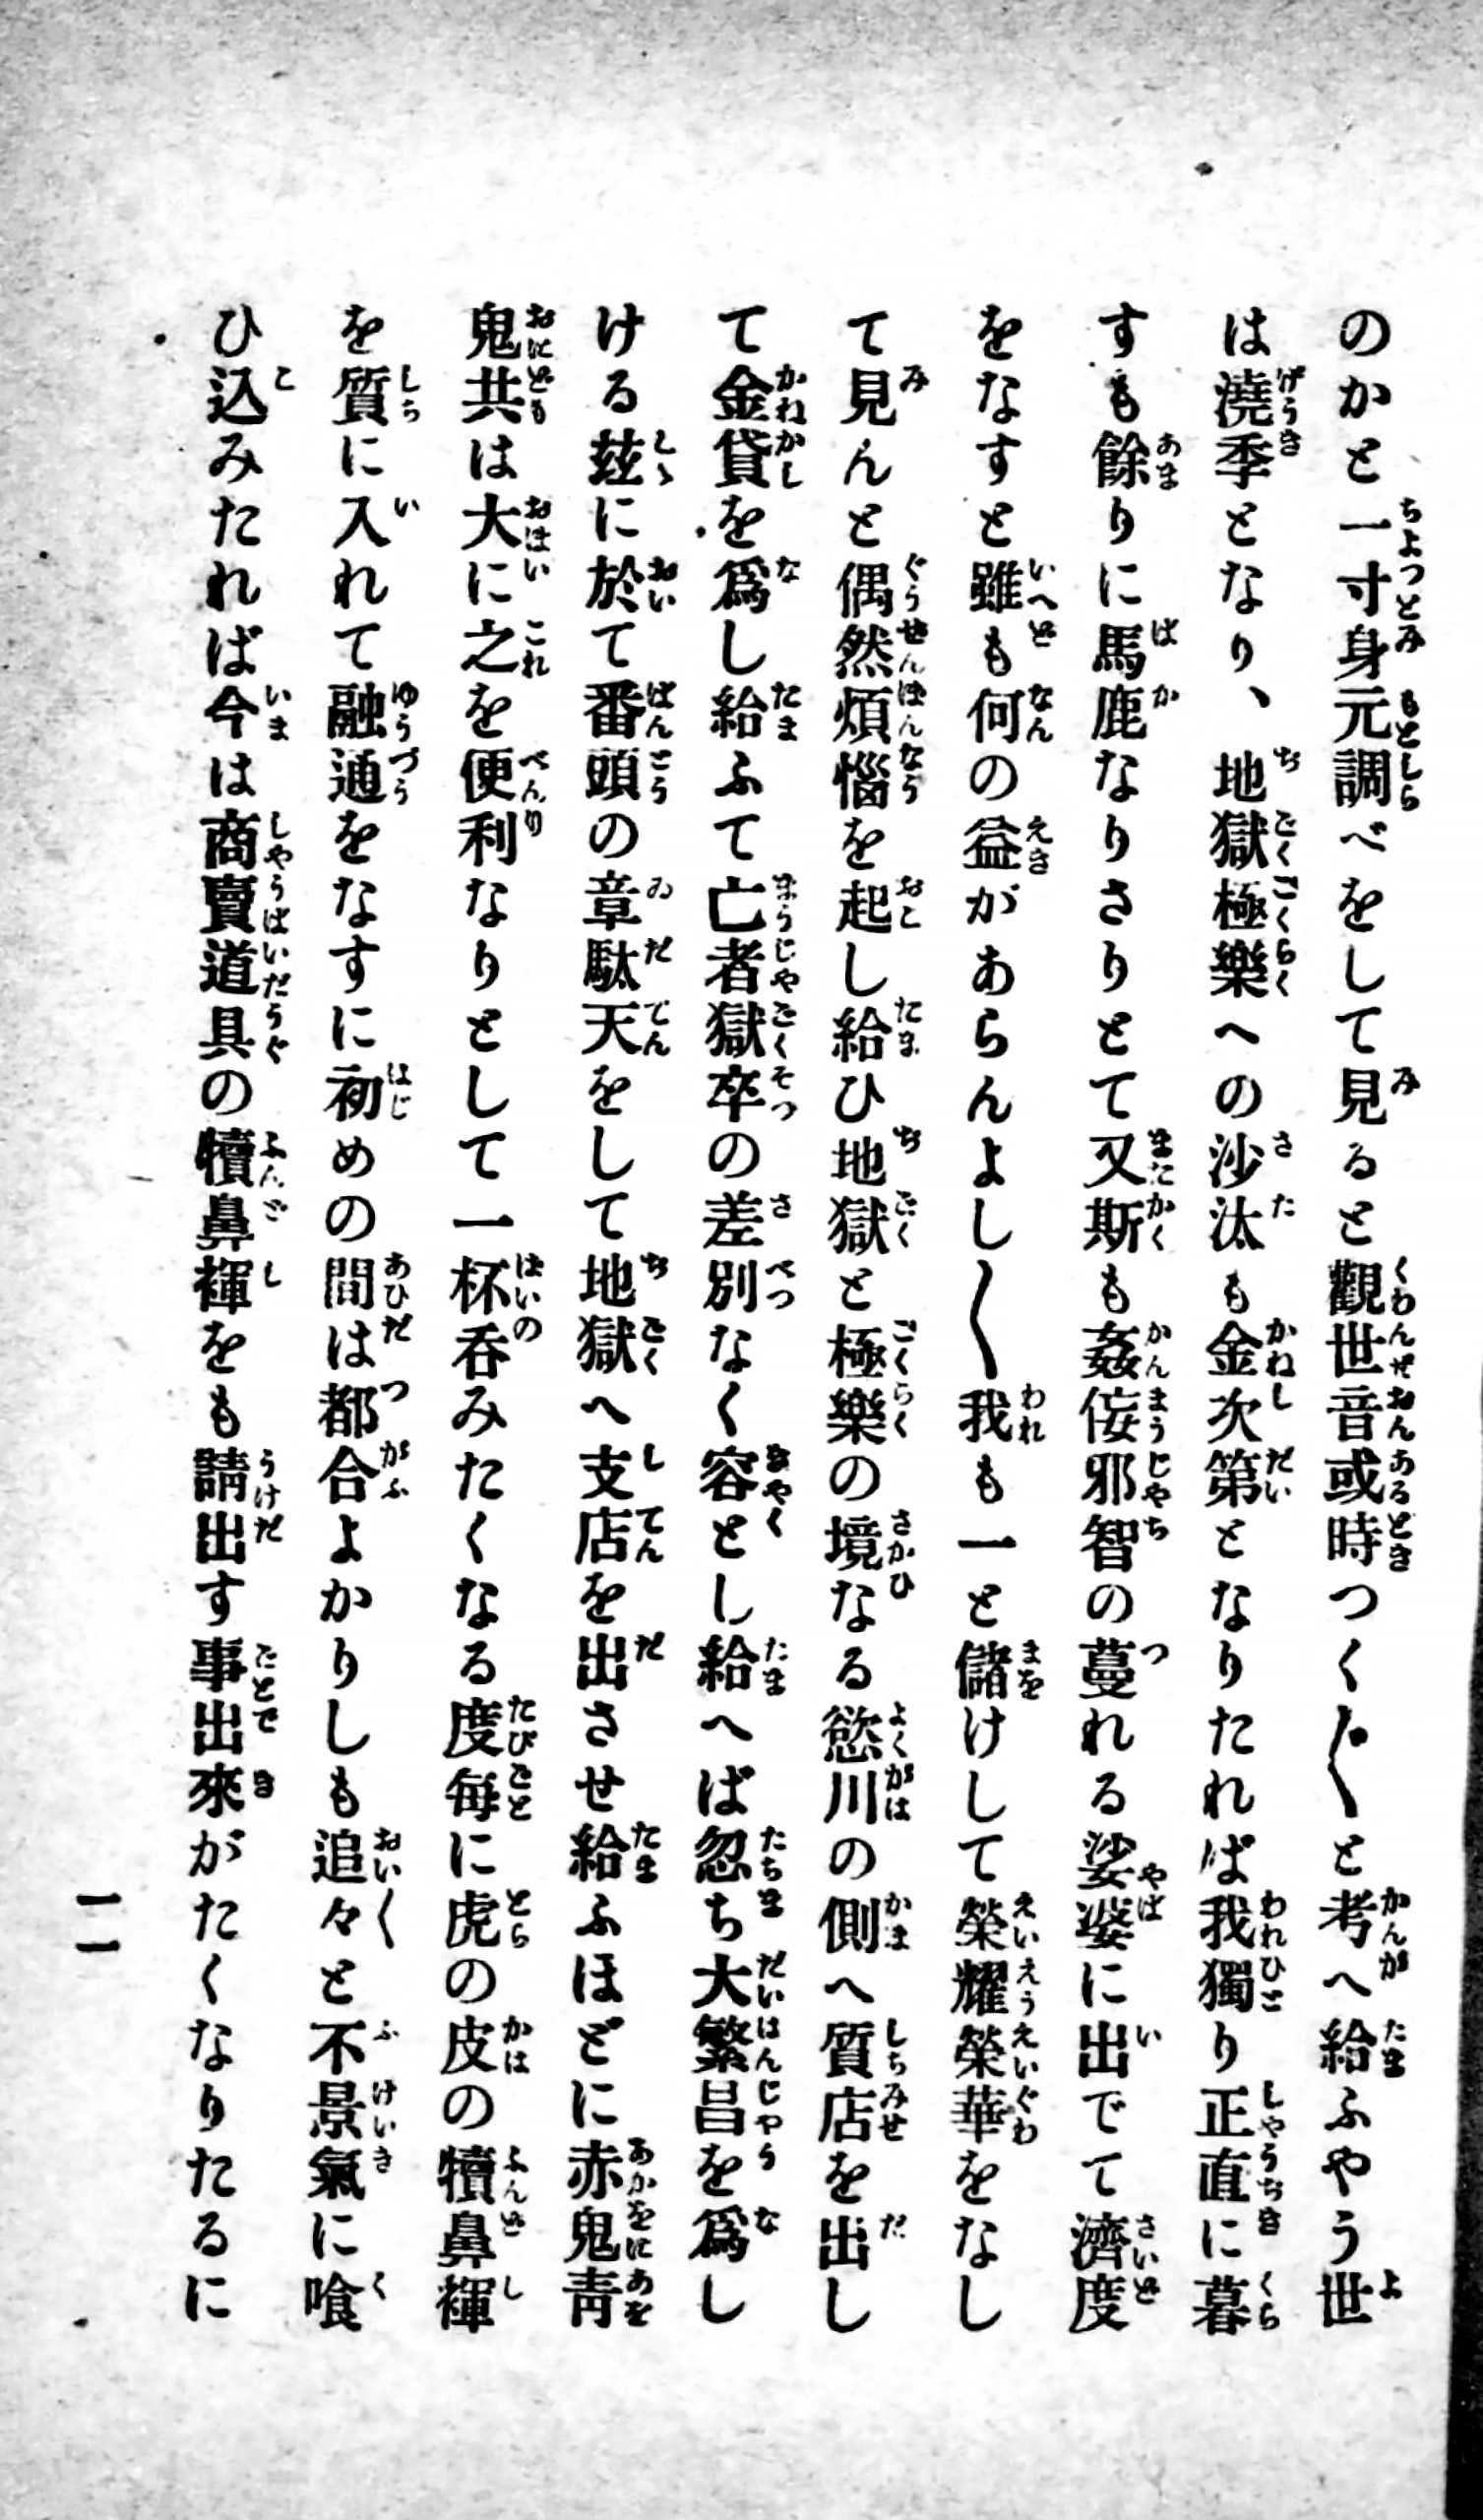 のかと一寸身元調べをして見ると觀世音或時つく〲と考へ給ふやう世
は澆季となり、地獄極樂への沙汰も金次第となりたれば我獨り正直に暮
すも餘りに馬鹿なりさりとて又斯も姦侫邪智の蔓れる娑婆に出でて濟度
をなすと雖も何の益があらんよし〱我も一と儲けして榮耀榮華をなし
て見んと偶然煩惱を起し給ひ地獄と極樂の境なる慾川の側へ質店を出し
て金貸を爲し給ふて亡者獄卒の差別なく容とし給へば忽ち大繁昌を爲し
ける玆に於て番頭の章駄天をして地獄へ支店を出させ給ふほどに赤鬼靑
鬼共は大に之を便利なりとして一杯呑みたくなる度每に虎の皮の犢鼻褌
を質に入れて融通をなすに初めの間は都合よかりしも追々と不景氣に喰
ひ込みたれば今は商賣道具の犢鼻褌をも請出す事出來がたくなりたるに
一一